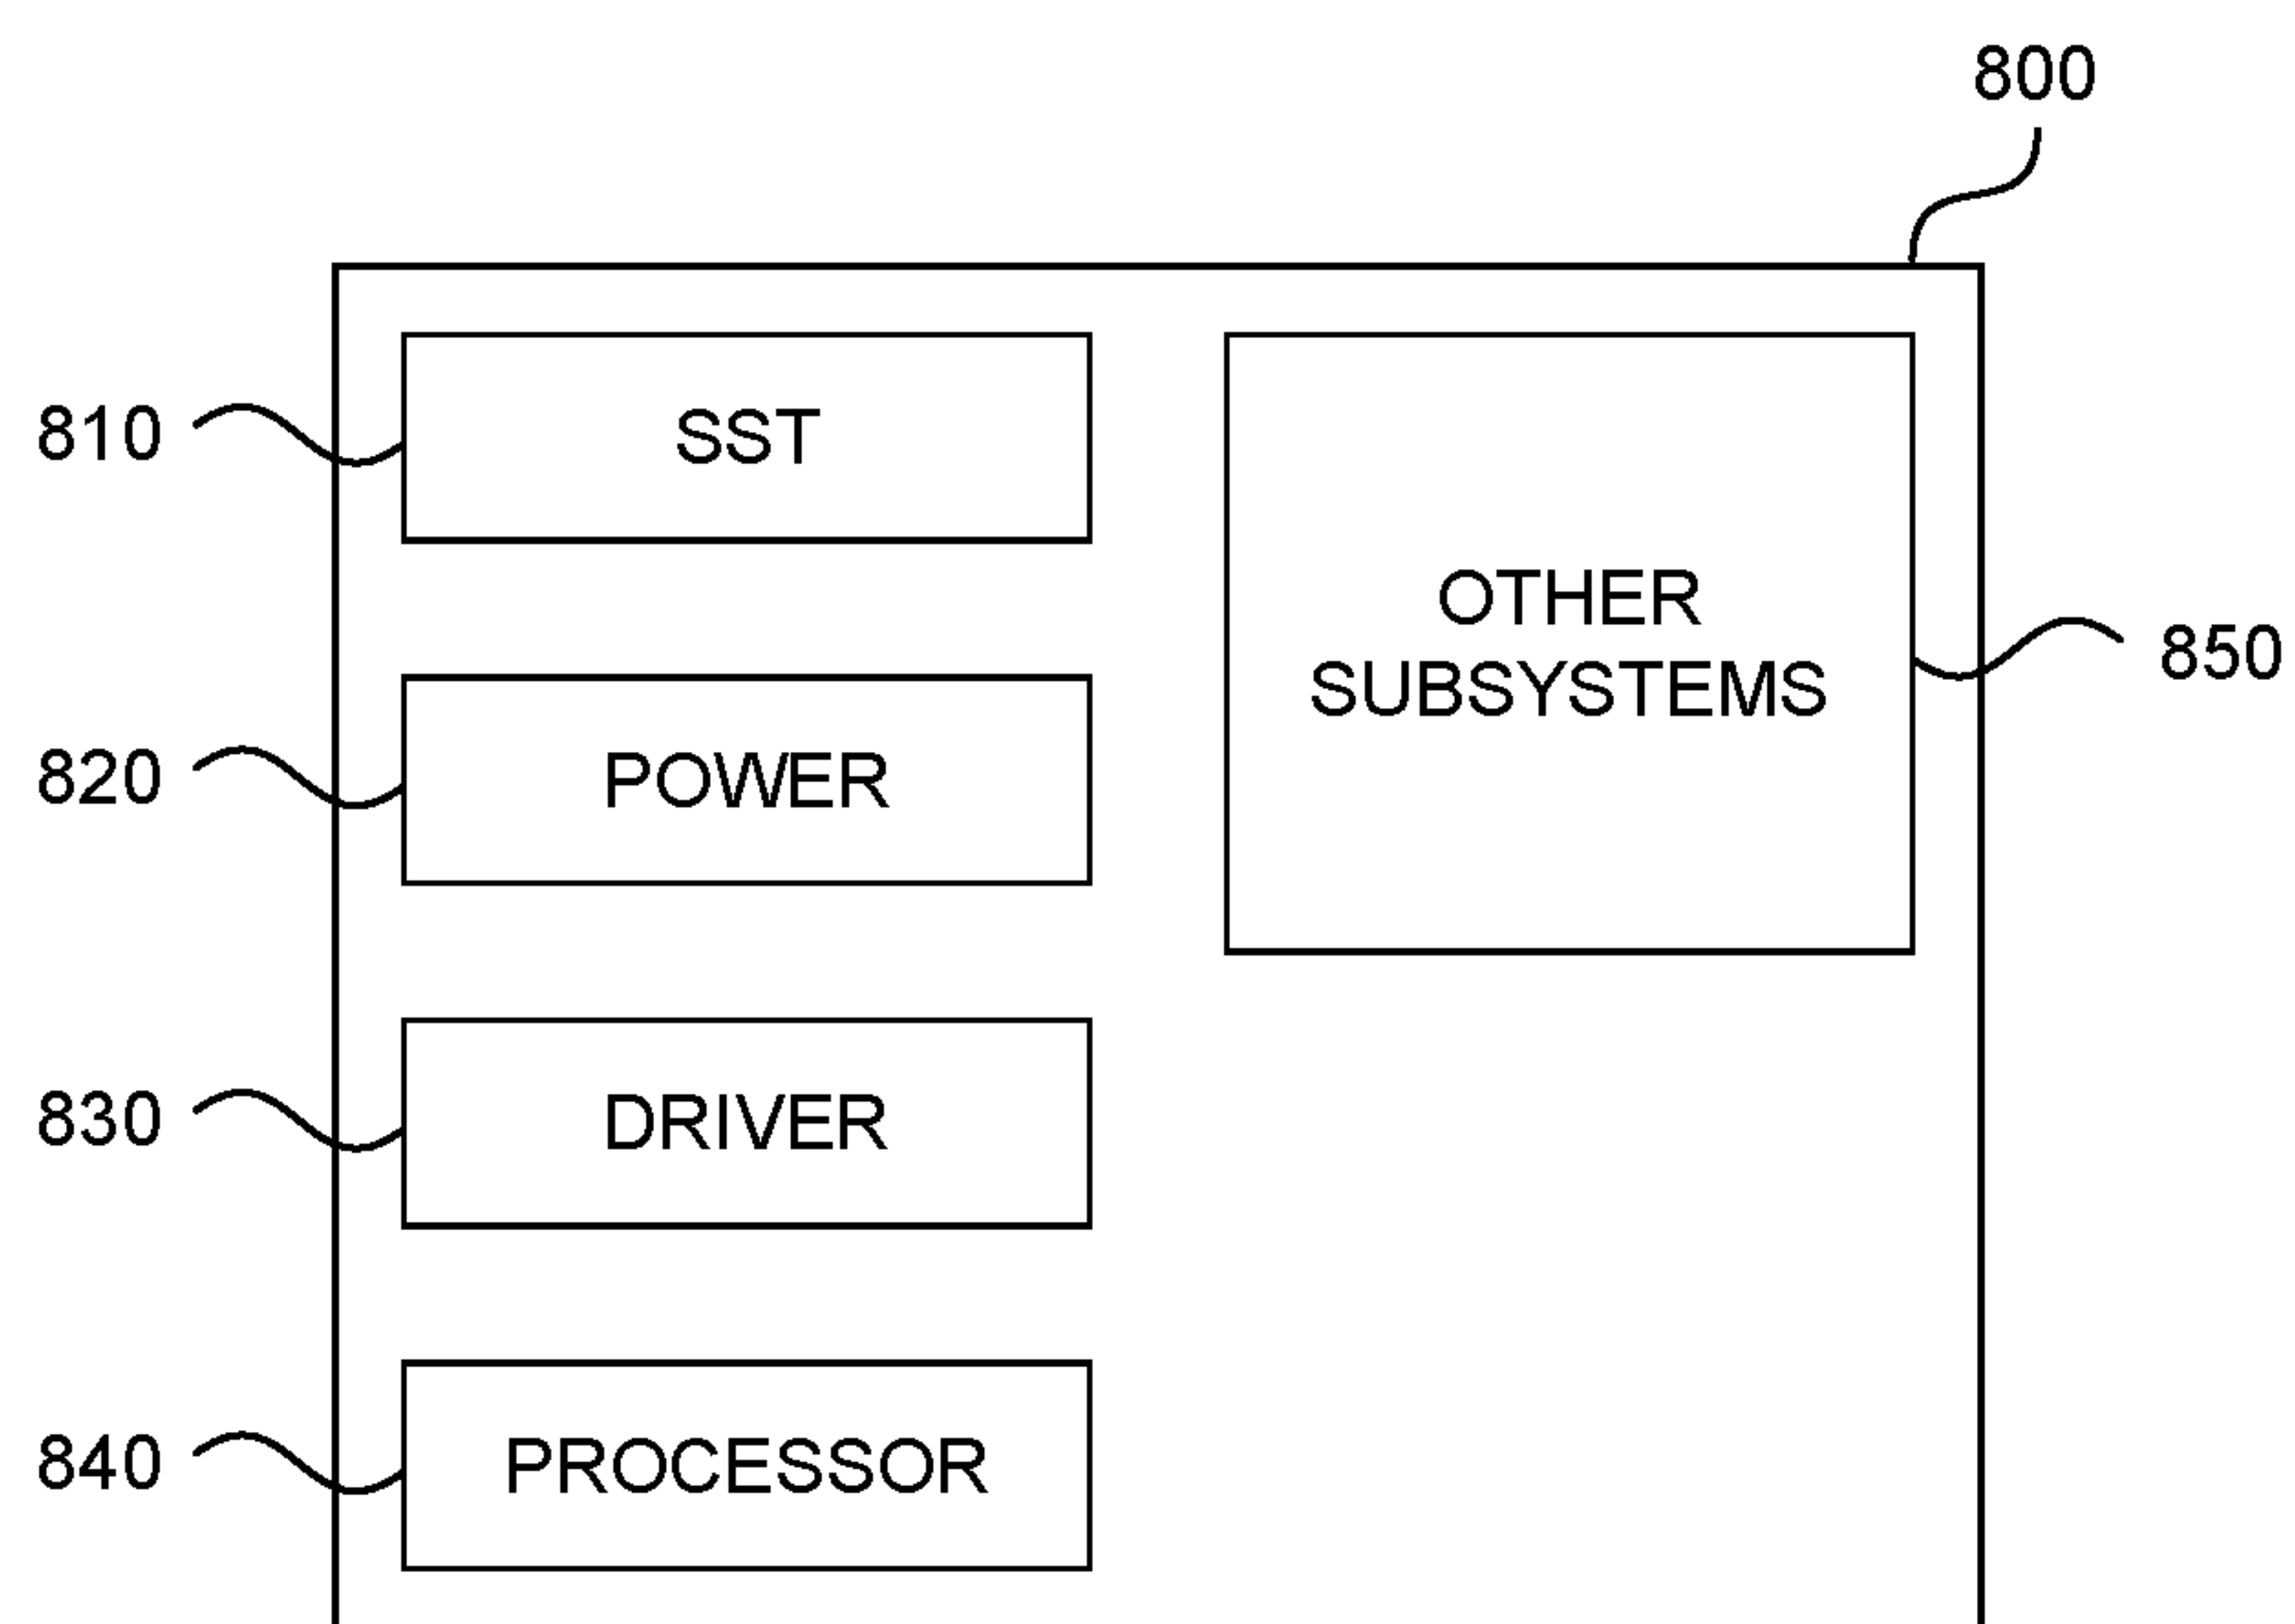 800
810
SST
OTHER
SUBSYSTEMS
850
820
POWER
830
DRIVER
840
PROCESSOR